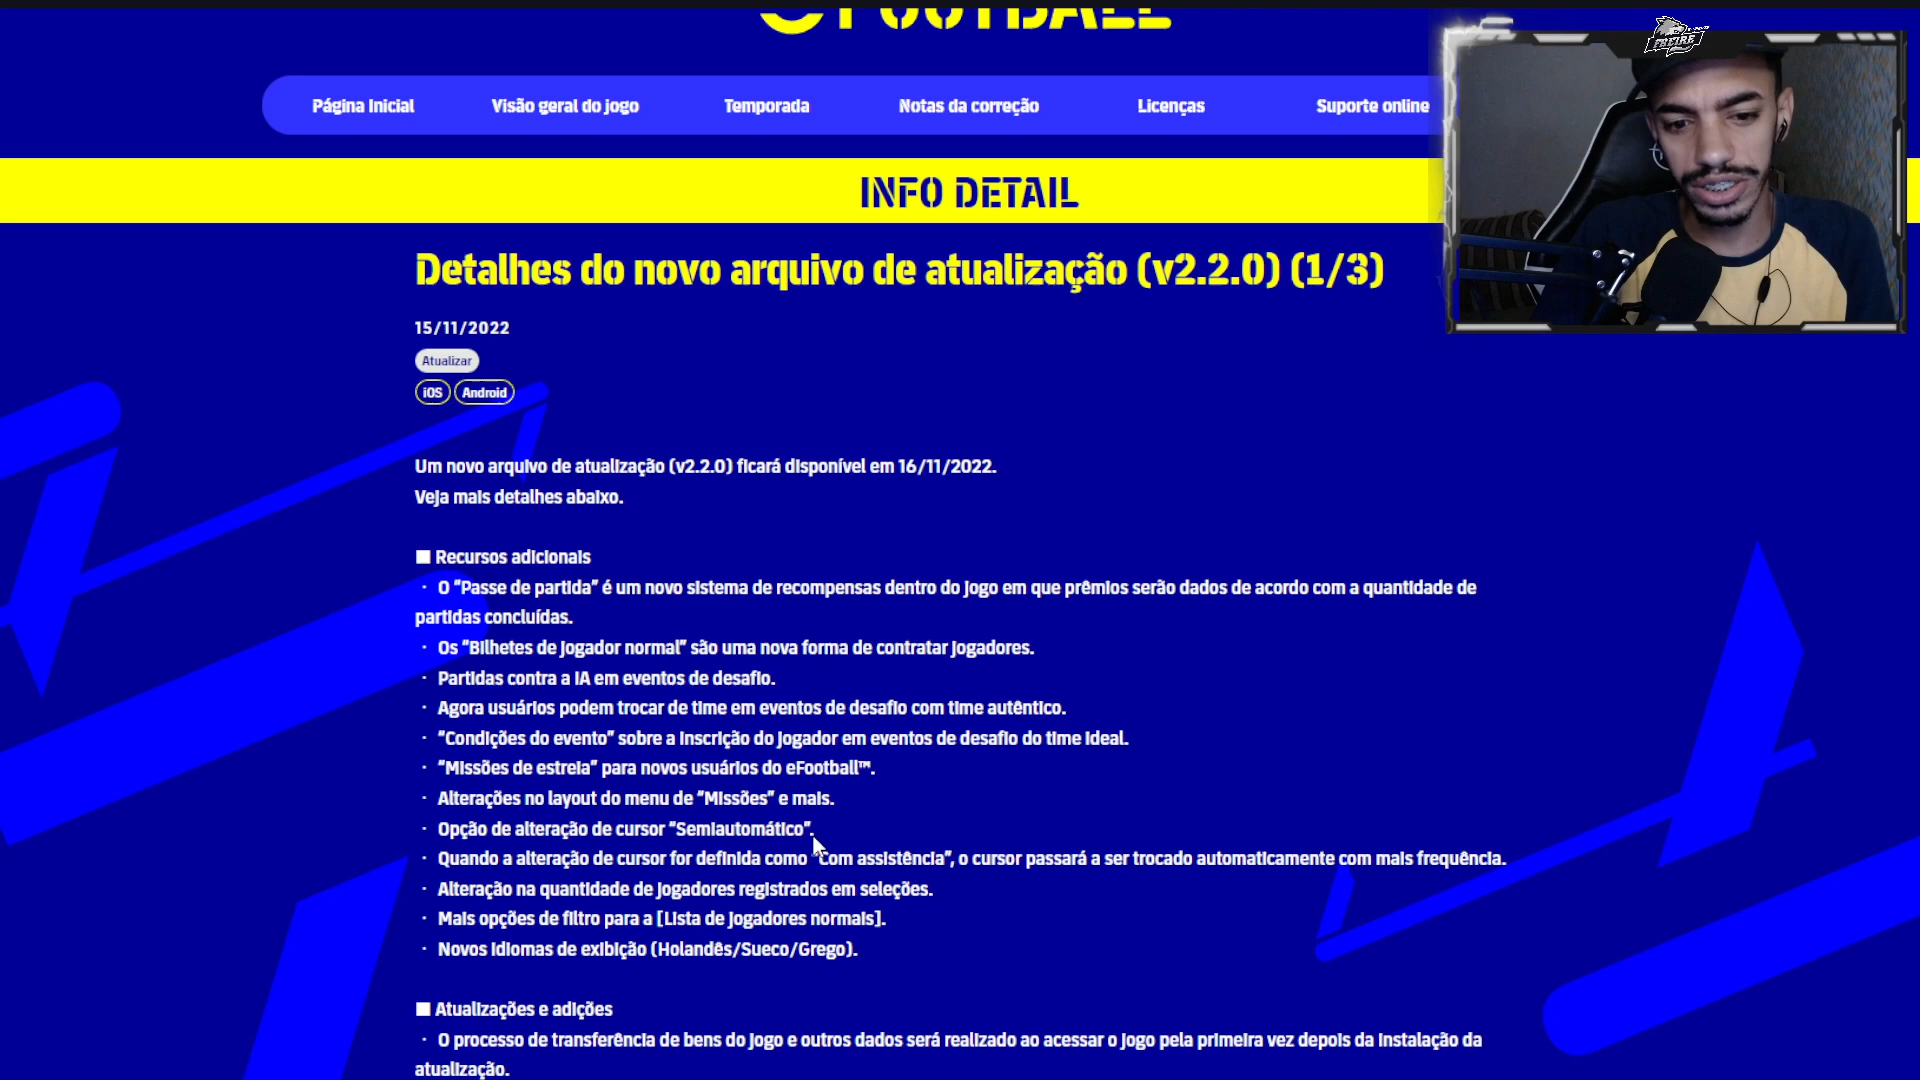 FOOTBALL
Página Inicial Visão geral do jogo Temporada Notas da correção Licenças Suporte online
FREIRE
INFO DETAIL
Detalhes do novo arquivo de atualização (v2.2.0) (1/3)
15/11/2022
Atualizar
iOS Android
Um novo arquivo de atualização (v2.2.0) ficará disponível em 16/11/2022.
Veja mais detalhes abaixo.
■ Recursos adicionais
・ O “Passe de partida” é um novo sistema de recompensas dentro do jogo em que prêmios serão dados de acordo com a quantidade de
partidas concluídas.
・ Os “Bilhetes de jogador normal” são uma nova forma de contratar jogadores.
・ Partidas contra a IA em eventos de desafio.
・ Agora usuários podem trocar de time em eventos de desafio com time autêntico.
・ “Condições do evento” sobre a inscrição do jogador em eventos de desafio do time ideal.
・ “Missões de estreia” para novos usuários do eFootball™.
・ Alterações no layout do menu de “Missões” e mais.
・ Opção de alteração de cursor “Semiautomático”.
・ Quando a alteração de cursor for definida como “Com assistência”, o cursor passará a ser trocado automaticamente com mais frequência.
・ Alteração na quantidade de jogadores registrados em seleções.
・ Mais opções de filtro para a [Lista de jogadores normais].
・ Novos idiomas de exibição (Holandês/Sueco/Grego).
■ Atualizações e adições
・ O processo de transferência de bens do jogo e outros dados será realizado ao acessar o jogo pela primeira vez depois da instalação da
atualização.